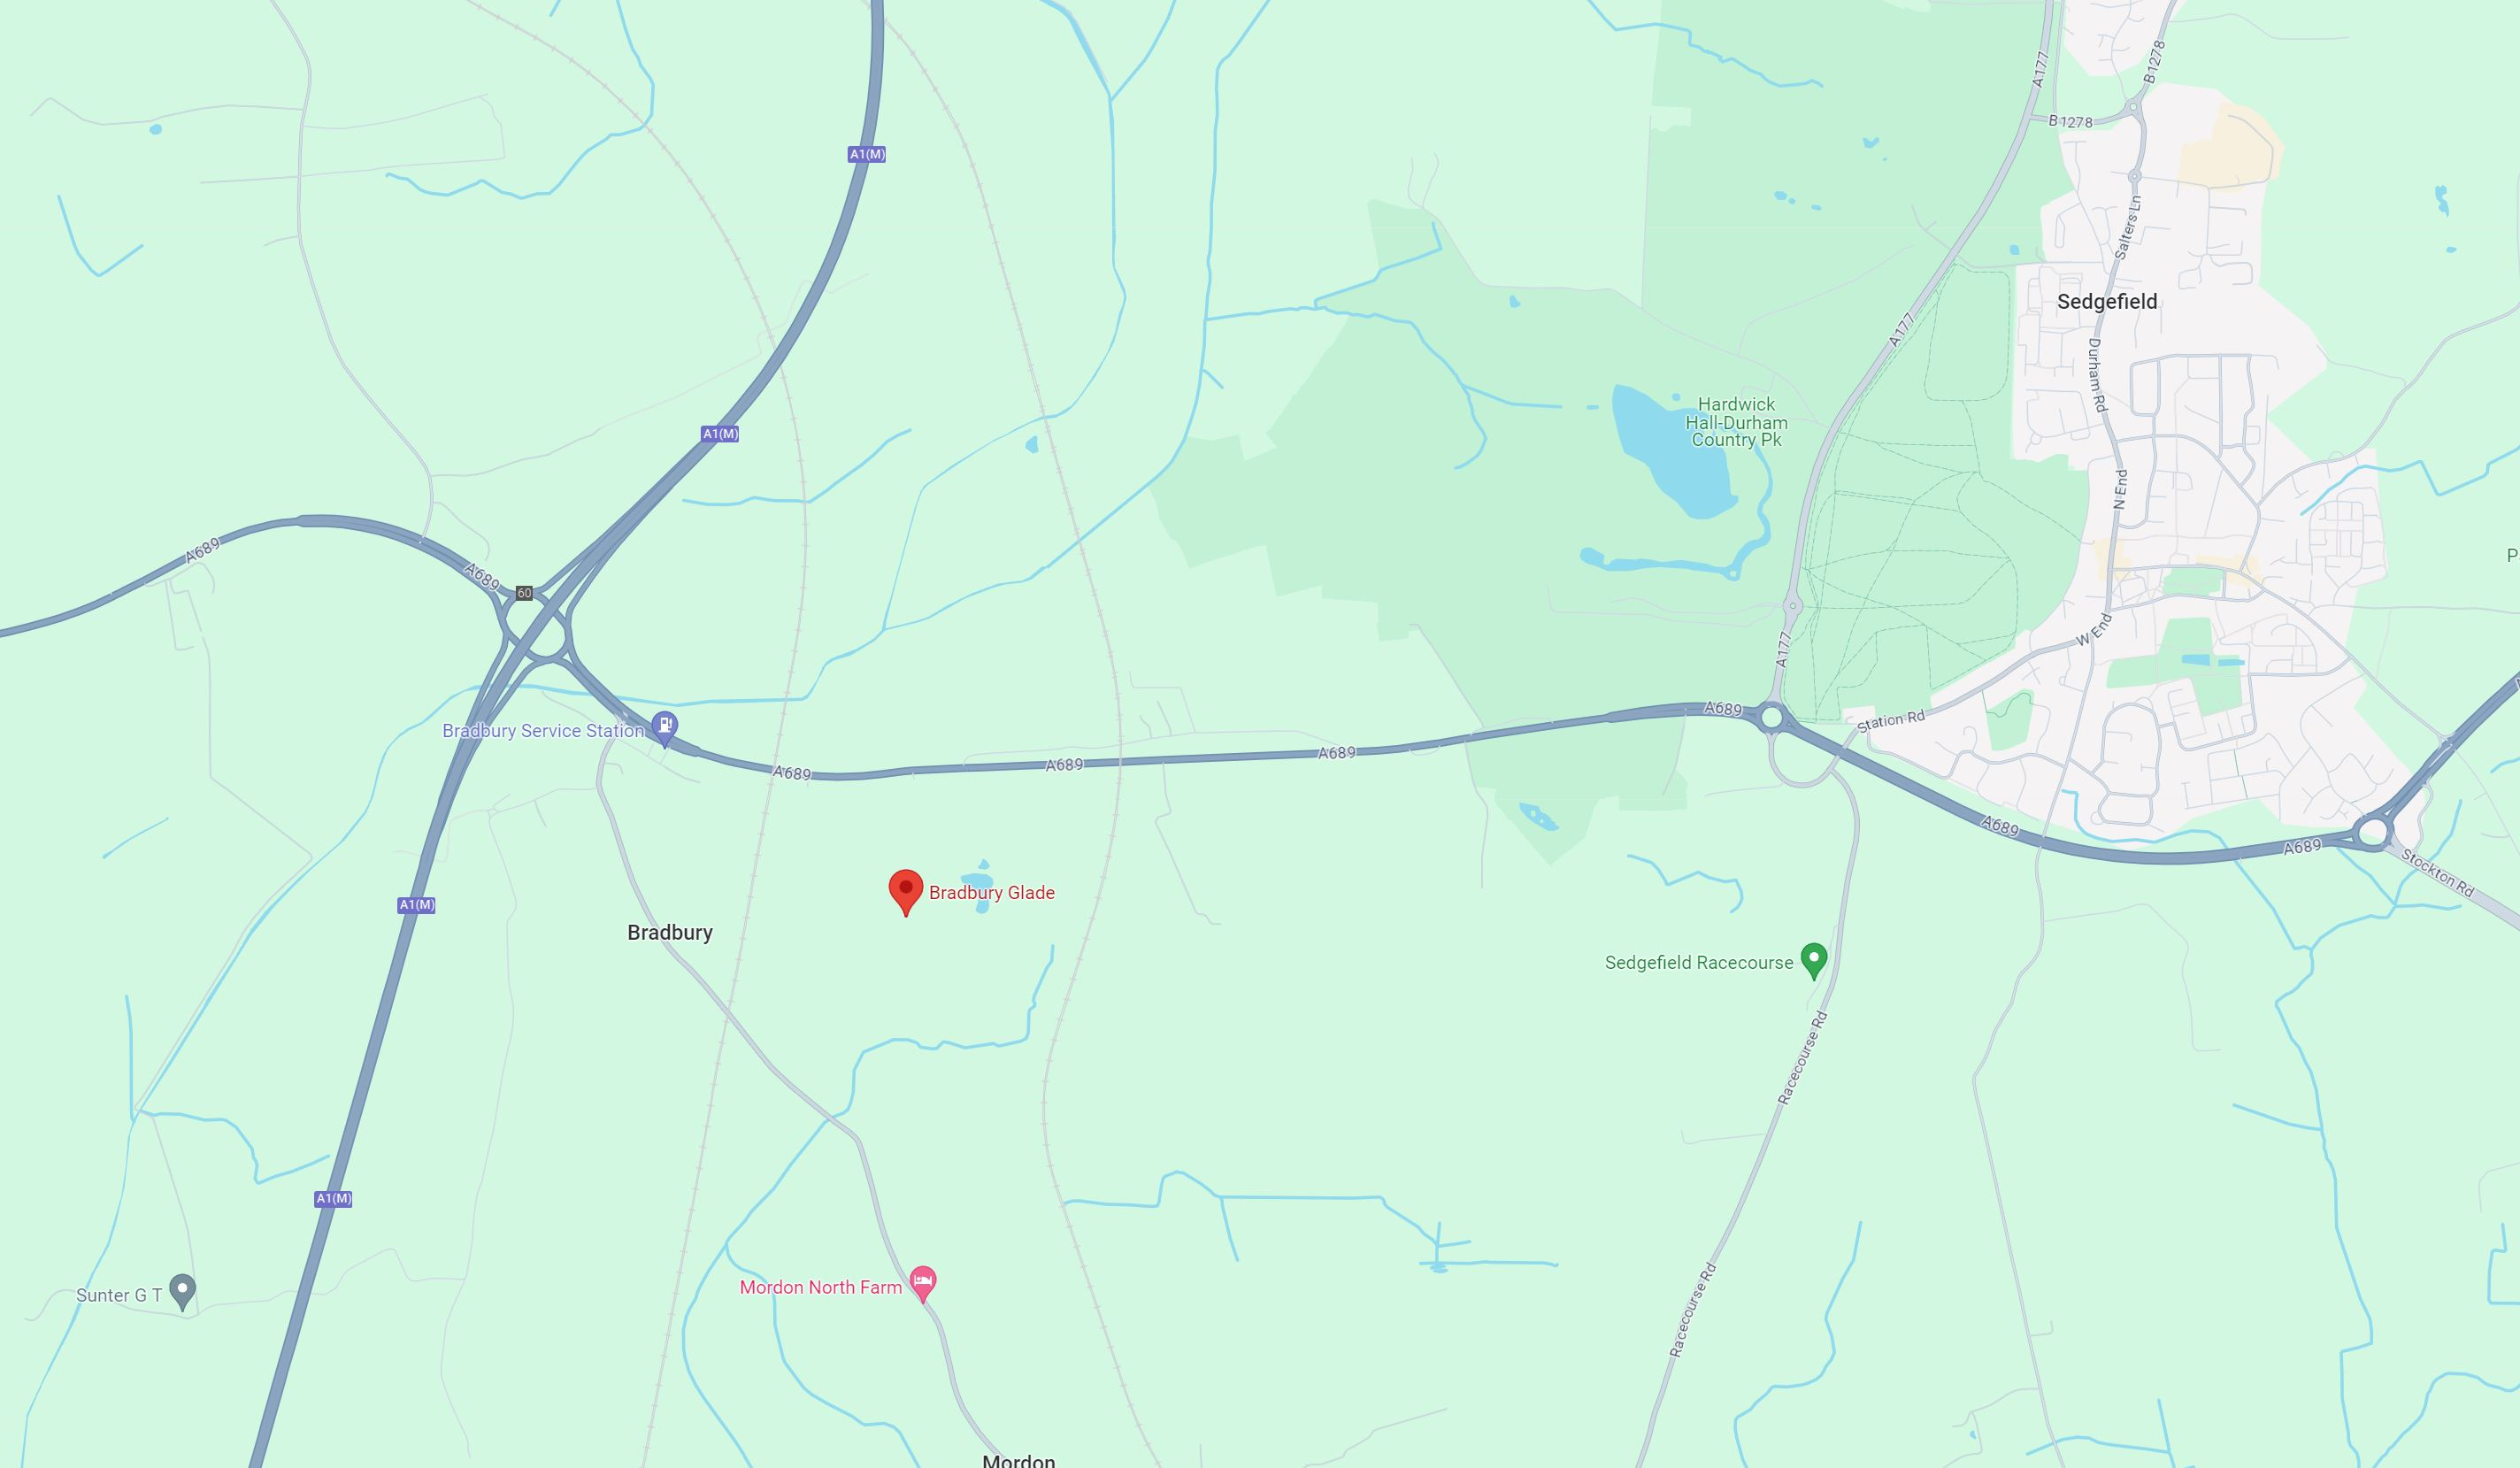 A177
B1278
B1278
A1(M)
Salters Ln
Sedgefield
A177
Durham Rd
Hardwick
Hall-Durham
Country Pk
A1(M)
N End
A689
A689
60
P
W End
A177
A689
Station Rd
Bradbury Service Station
A689
A689
A689
A689
A689
Stockton Rd
Bradbury Glade
A1(M)
Bradbury
Sedgefield Racecourse
Racecourse Rd
A1(M)
Mordon North Farm
Sunter G T
Racecourse Rd
Mordon